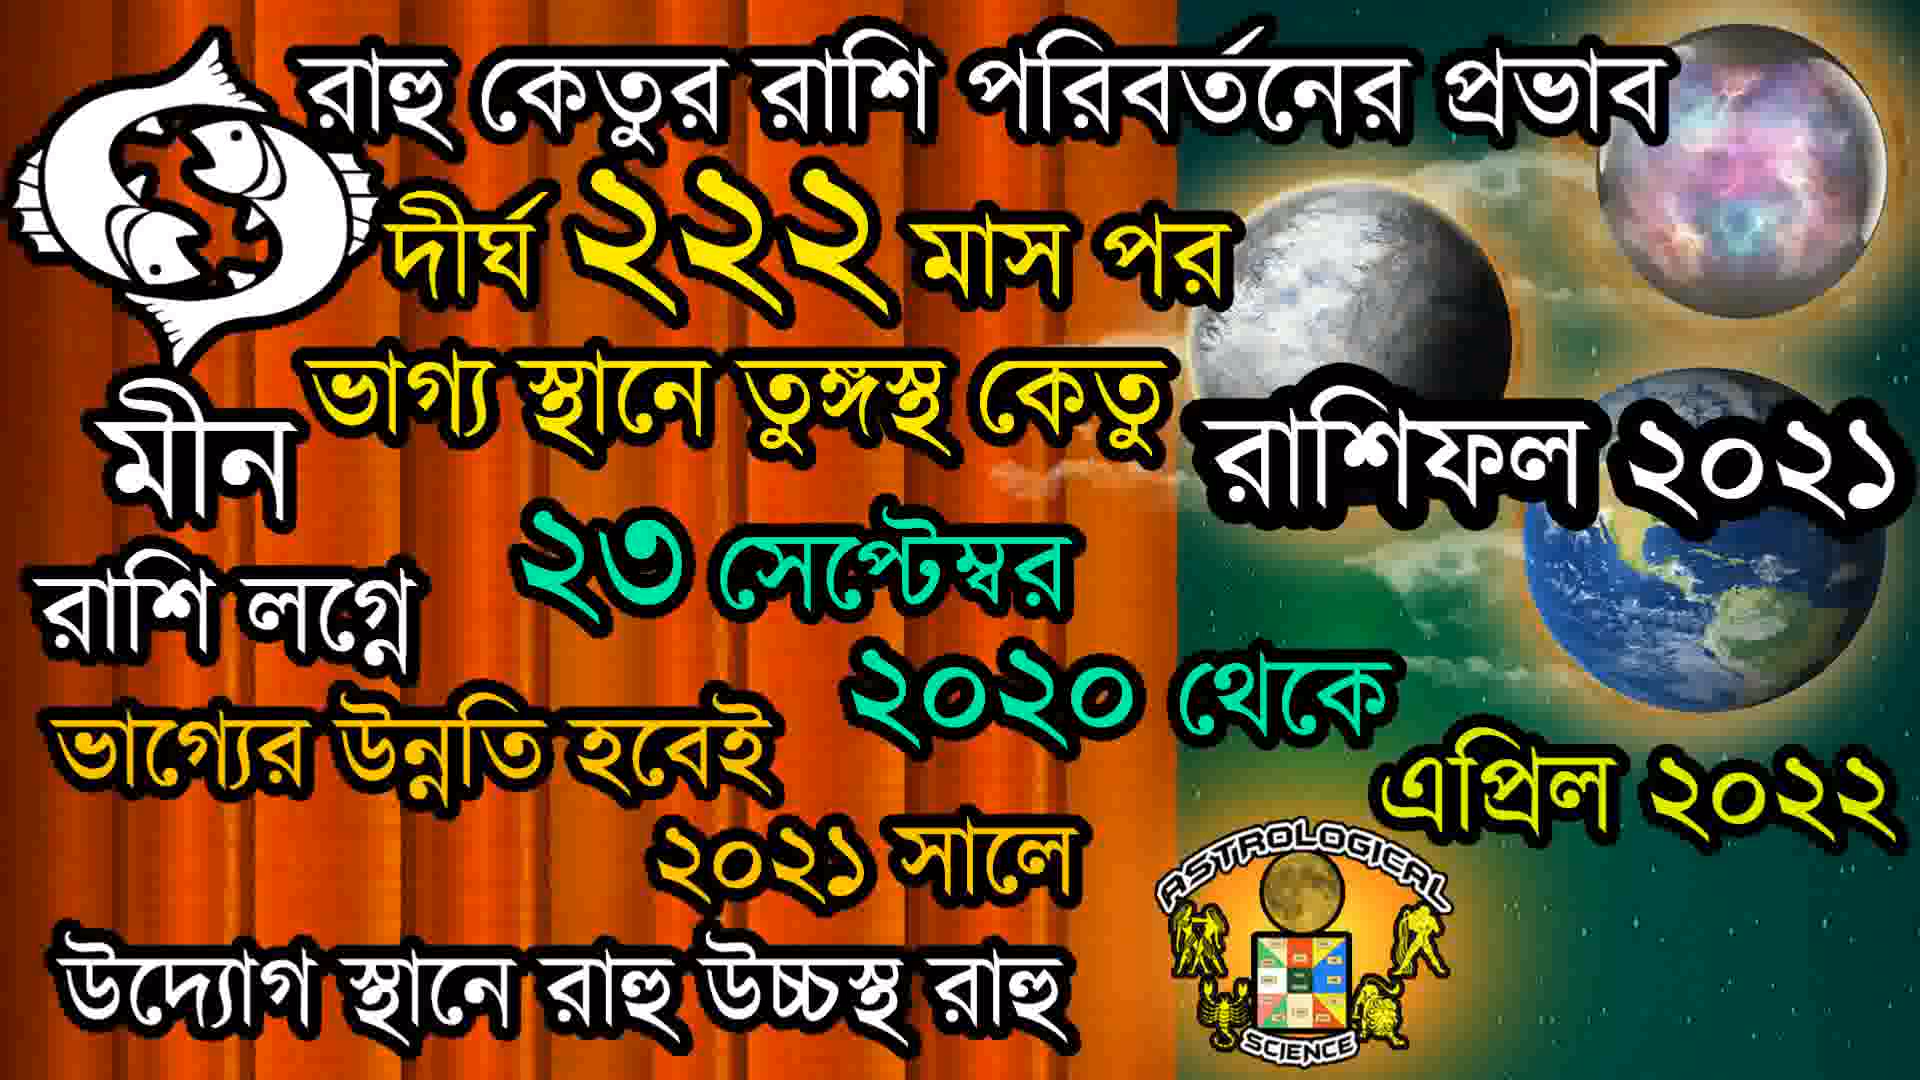 রাহু কেতুর রাশি পরিবর্তনের প্রভাব
দীর্ঘ ২২২ মাস পর
ভাগ্য স্থানে তুঙ্গস্থ কেতু
মীন
রাশিফল ২০২১
রাশি লগ্নে
২৩ সেপ্টেম্বর
২০২০ থেকে
ভাগ্যের উন্নতি হবেই
এপ্রিল ২০২২
২০২১ সালে
উদ্যোগ স্থানে রাহু উচ্চস্থ রাহু
ASTROLOGICAL
SCIENCE